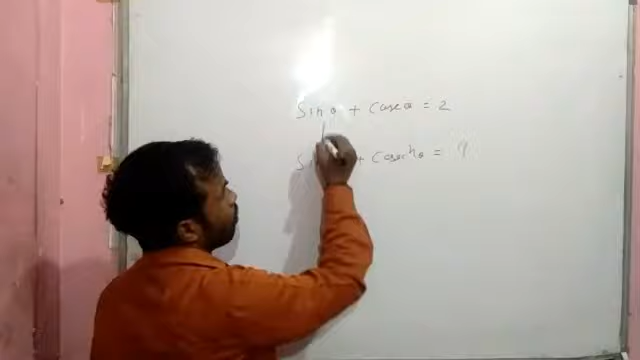 Sinθ + Cosecθ = 2
+ Cosecⁿθ = ?